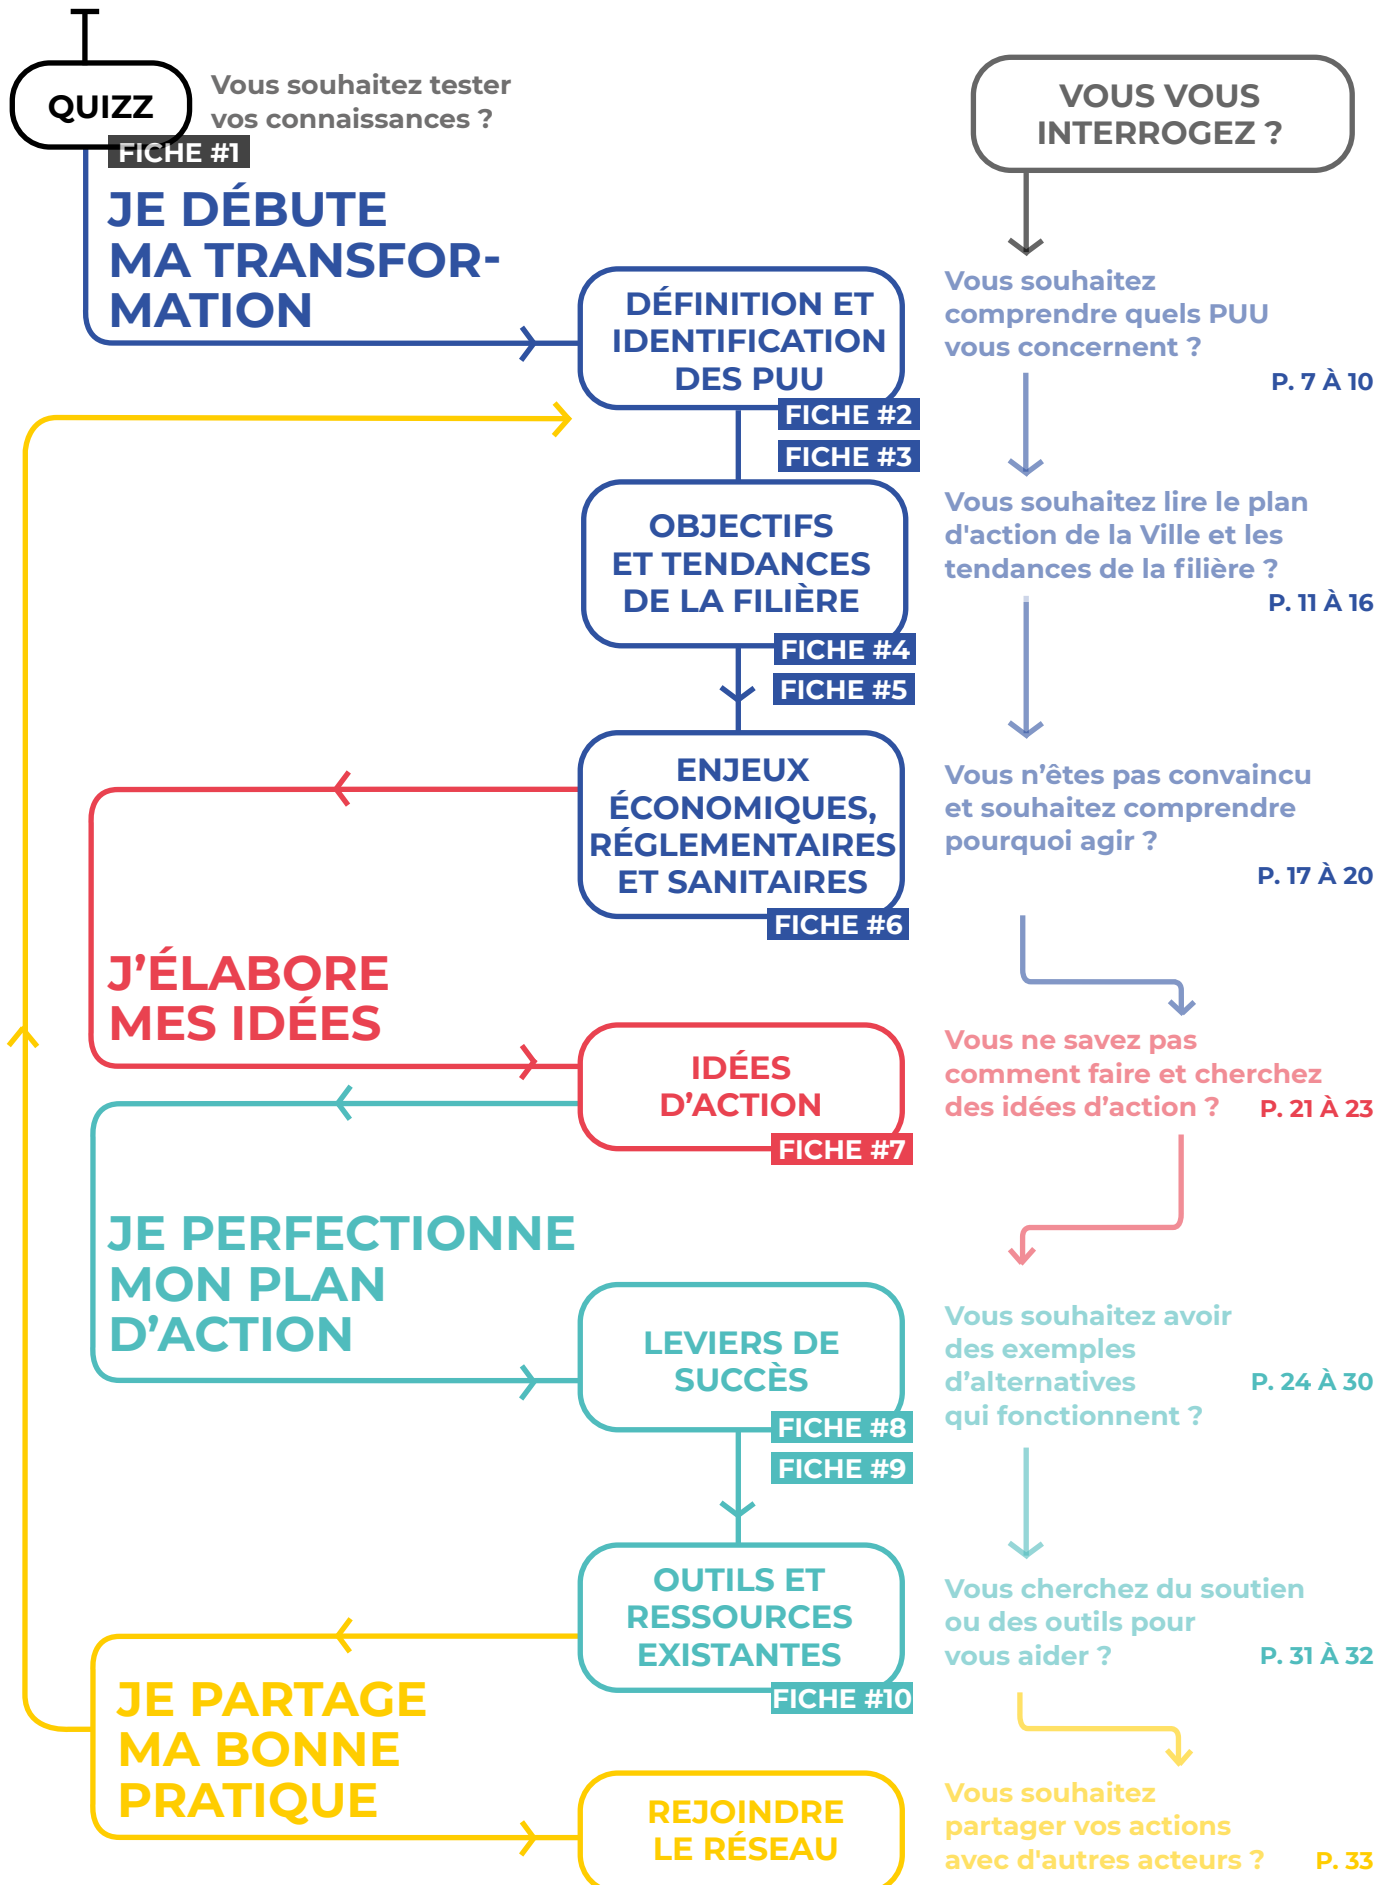 QUIZZ
Vous souhaitez tester
vos connaissances ?
FICHE #1
VOUS VOUS
INTERROGEZ ?
JE DÉBUTE
MA TRANSFOR-
MATION
DÉFINITION ET
IDENTIFICATION
DES PUU
FICHE #2
FICHE #3
Vous souhaitez
comprendre quels PUU
vous concernent ?
P. 7 À 10
OBJECTIFS
ET TENDANCES
DE LA FILIÈRE
FICHE #4
FICHE #5
Vous souhaitez lire le plan
d'action de la Ville et les
tendances de la filière ?
P. 11 À 16
ENJEUX
ÉCONOMIQUES,
RÉGLEMENTAIRES
ET SANITAIRES
FICHE #6
Vous n’êtes pas convaincu
et souhaitez comprendre
pourquoi agir ?
P. 17 À 20
J’ÉLABORE
MES IDÉES
IDÉES
D’ACTION
FICHE #7
Vous ne savez pas
comment faire et cherchez
des idées d’action ?
P. 21 À 23
JE PERFECTIONNE
MON PLAN
D’ACTION
LEVIERS DE
SUCCÈS
FICHE #8
FICHE #9
Vous souhaitez avoir
des exemples
d’alternatives
qui fonctionnent ?
P. 24 À 30
OUTILS ET
RESSOURCES
EXISTANTES
FICHE #10
Vous cherchez du soutien
ou des outils pour
vous aider ?
P. 31 À 32
JE PARTAGE
MA BONNE
PRATIQUE
REJOINDRE
LE RÉSEAU
Vous souhaitez
partager vos actions
avec d'autres acteurs ?
P. 33